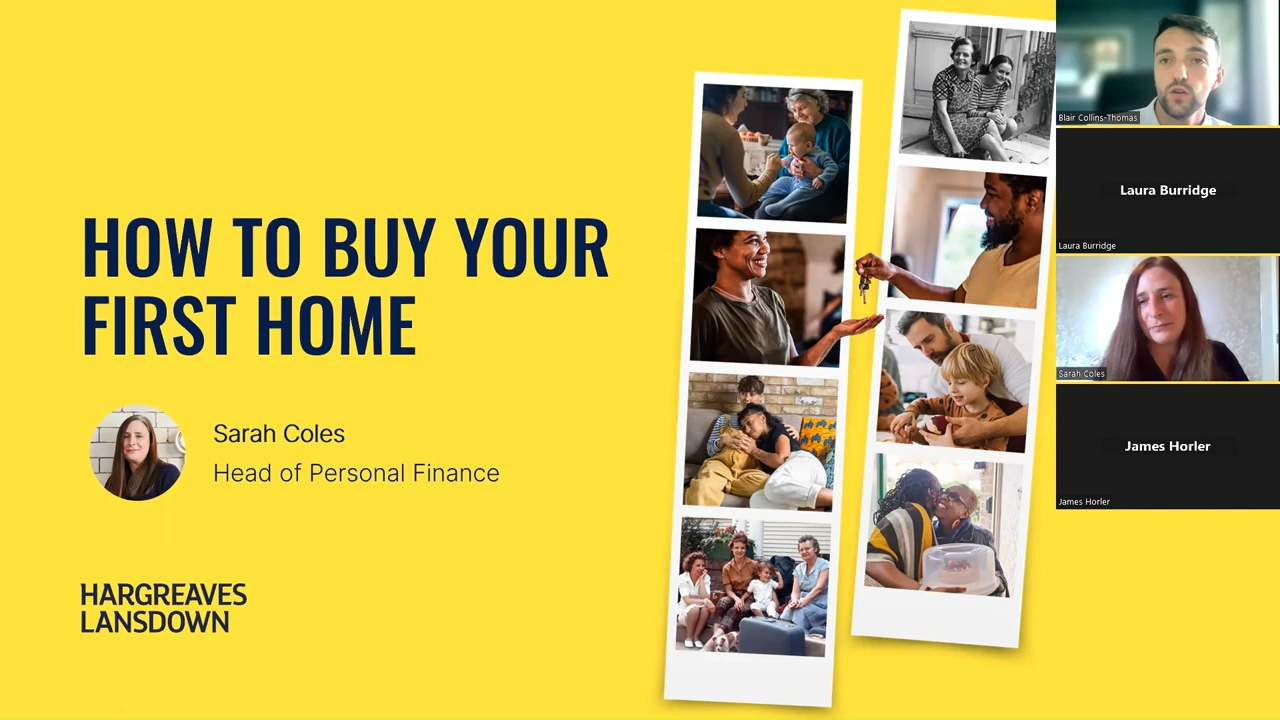 HOW TO BUY YOUR
FIRST HOME
Sarah Coles
Head of Personal Finance
HARGREAVES
LANSDOWN
Blair Collins-Thomas
Laura Burridge
Laura Burridge
Sarah Coles
James Horler
James Horler